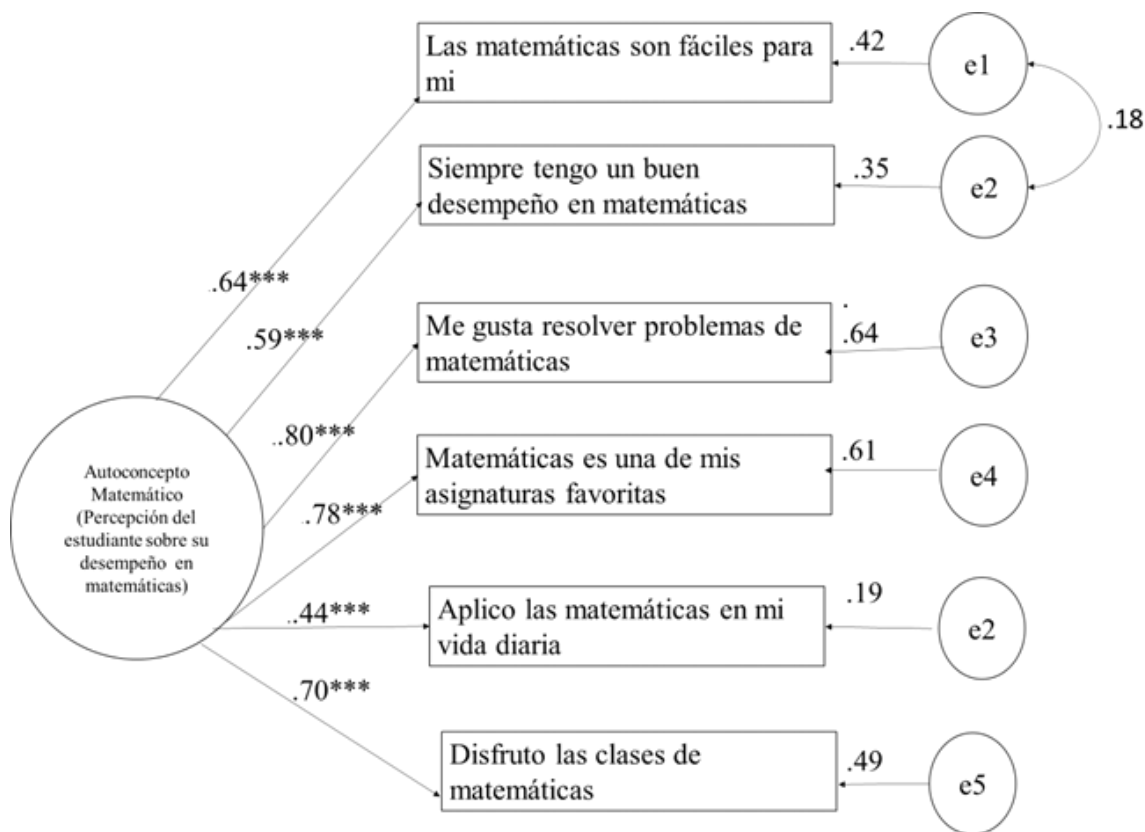 Las matemáticas son fáciles para
mi
.42
e1
.18
Siempre tengo un buen
desempeño en matemáticas
.35
e2
.64***
.59***
Me gusta resolver problemas de
matemáticas
.
.64
e3
..80***
Matemáticas es una de mis
asignaturas favoritas
.61
e4
Autoconcepto
Matemático
(Percepción del
estudiante sobre su
desempeño en
matemáticas)
.78***
Aplico las matemáticas en mi
vida diaria
.19
e2
..44***
.70***
Disfruto las clases de
matemáticas
.49
e5